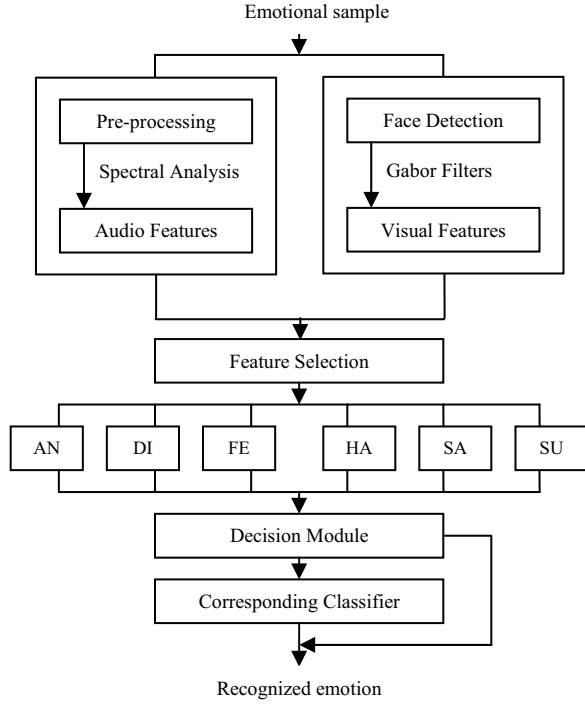 Emotional sample
Pre-processing
Spectral Analysis
Audio Features
Face Detection
Gabor Filters
Visual Features
Feature Selection
AN
DI
FE
HA
SA
SU
Decision Module
Corresponding Classifier
Recognized emotion